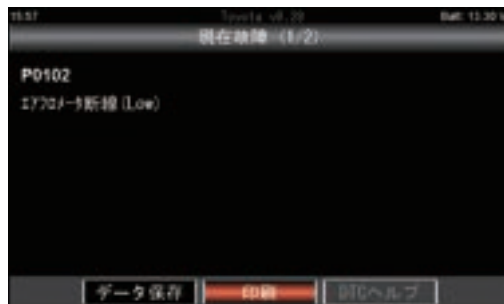 15:57 Toyota v8.20 Batt: 13.30 V
現在故障 (1/2)
P0102
エアフロメータ断線(Low)
データ保存 印刷 DTCヘルプ